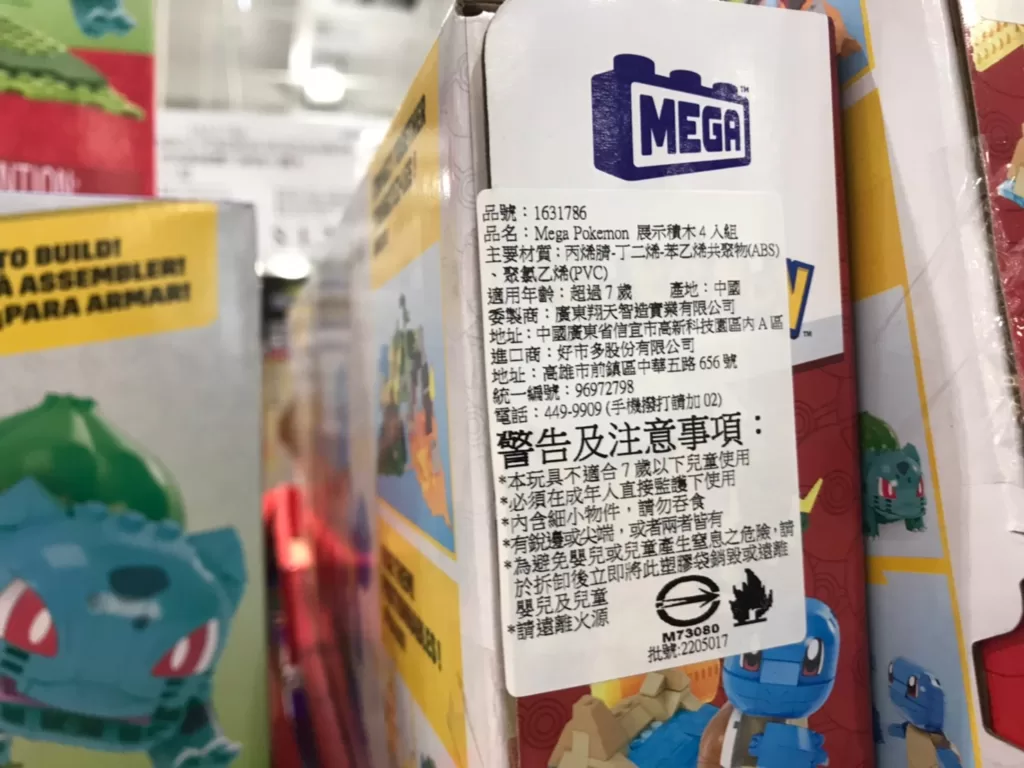 NTION:
TO BUILD!
À ASSEMBLER!
¡PARA ARMAR!
MEGA™
品號：1631786
品名：Mega Pokemon 展示積木4人組
主要材質：丙烯腈-丁二烯-苯乙烯共聚物(ABS)
、聚氯乙烯(PVC)
適用年齡：超過7歲 產地：中國
委製商：廣東翔天智造實業有限公司
地址：中國廣東省信宜市高新科技園區內A區
進口商：好市多股份有限公司
地址：高雄市前鎮區中華五路656號
統一編號：96972798
電話：449-9909 (手機撥打請加02)
警告及注意事項：
*本玩具不適合7歲以下兒童使用
*必須在成年人直接監護下使用
*內含細小物件，請勿吞食
*有銳邊或尖端，或者兩者皆有
*為避免嬰兒或兒童產生窒息之危險，請
於拆卸後立即將此塑膠袋銷毀或遠離
嬰兒及兒童
*請遠離火源
M73080
批號:2205017